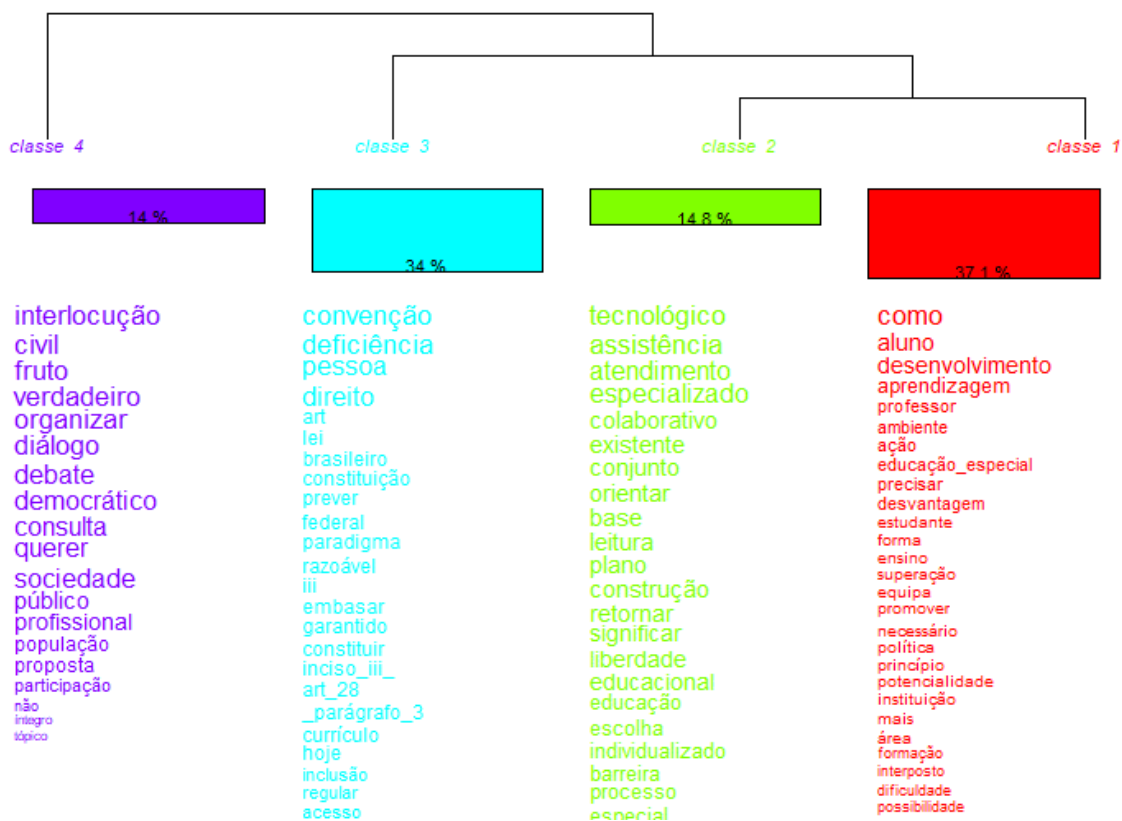 classe 4
classe 3
classe 2
classe 1
14 %
34 %
14.8 %
37.1 %
interlocução
civil
fruto
verdadeiro
organizar
diálogo
debate
democrático
consulta
querer
sociedade
público
profissional
população
proposta
participação
não
íntegro
tópico
convenção
deficiência
pessoa
direito
art
lei
brasileiro
constituição
prever
federal
paradigma
razoável
iii
embasar
garantido
constituir
inciso_iii_
art_28
_parágrafo_3
currículo
hoje
inclusão
regular
acesso
tecnológico
assistência
atendimento
especializado
colaborativo
existente
conjunto
orientar
base
leitura
plano
construção
retornar
significar
liberdade
educacional
educação
escolha
individualizado
barreira
processo
especial
como
aluno
desenvolvimento
aprendizagem
professor
ambiente
ação
educação_especial
precisar
desvantagem
estudante
forma
ensino
superação
equipa
promover
necessário
política
princípio
potencialidade
instituição
mais
área
formação
interposto
dificuldade
possibilidade